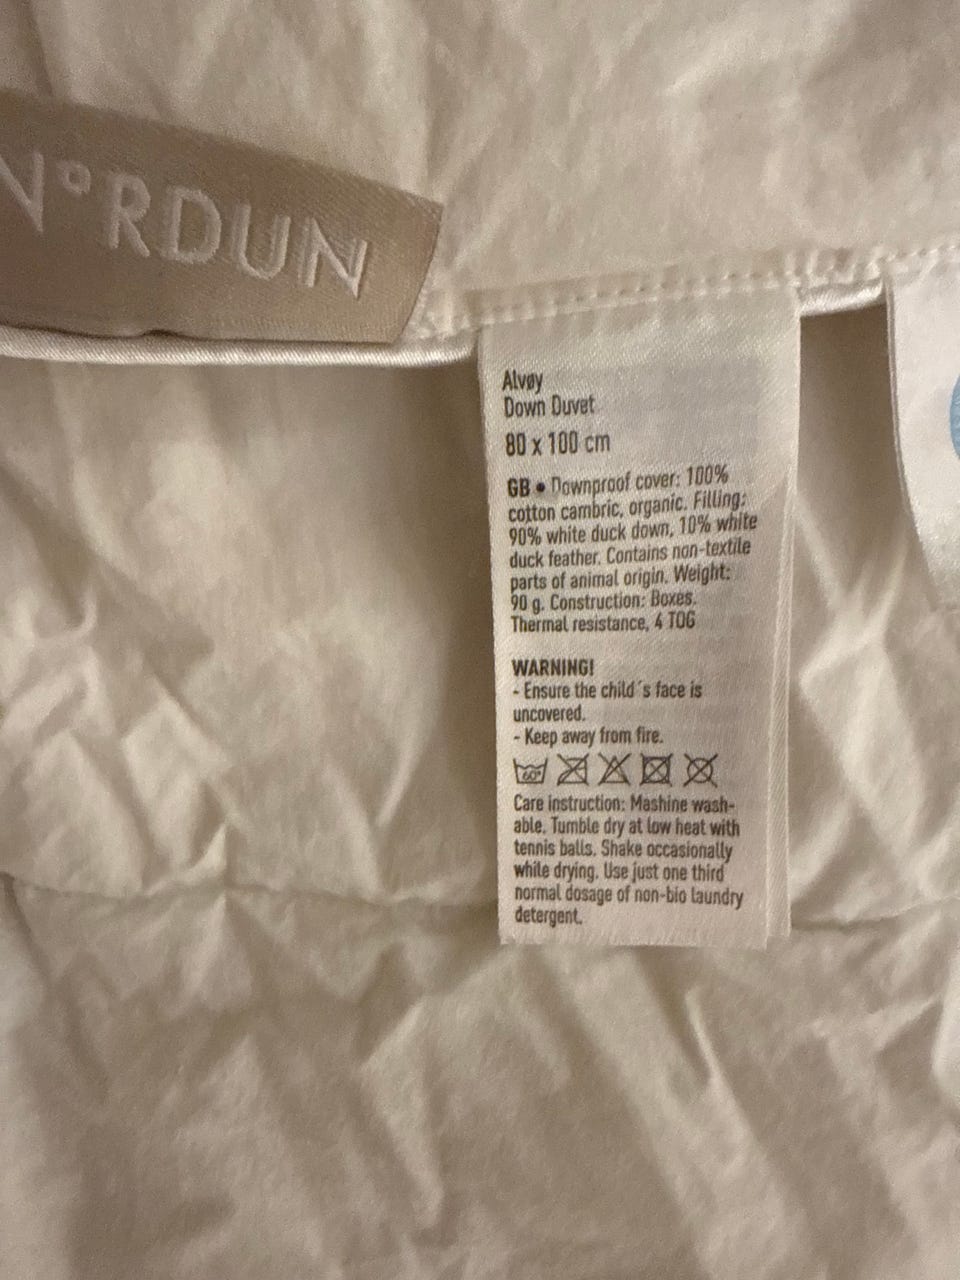 N°RDUN
Alvøy
Down Duvet
80 x 100 cm
GB • Downproof cover: 100%
cotton cambric, organic. Filling:
90% white duck down, 10% white
duck feather. Contains non-textile
parts of animal origin. Weight:
90 g. Construction: Boxes.
Thermal resistance, 4 TOG
WARNING!
- Ensure the child´s face is
uncovered.
- Keep away from fire.
60°
Care instruction: Mashine wash-
able. Tumble dry at low heat with
tennis balls. Shake occasionally
while drying. Use just one third
normal dosage of non-bio laundry
detergent.